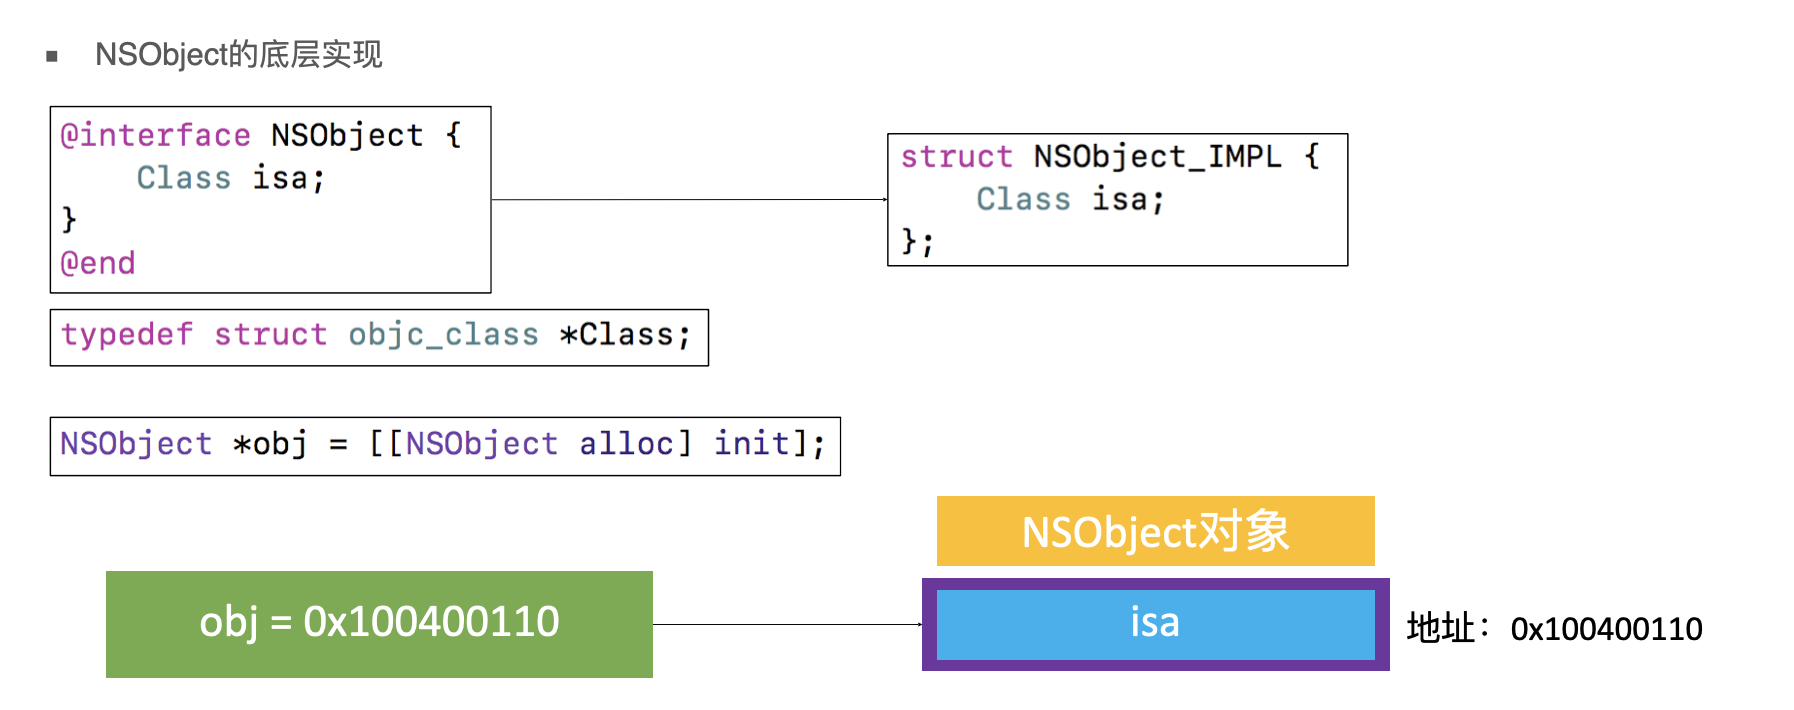 NSObject的底层实现
@interface NSObject {
    Class isa;
}
@end
struct NSObject_IMPL {
    Class isa;
};
typedef struct objc_class *Class;
NSObject *obj = [[NSObject alloc] init];
NSObject对象
obj = 0x100400110
isa
地址：0x100400110